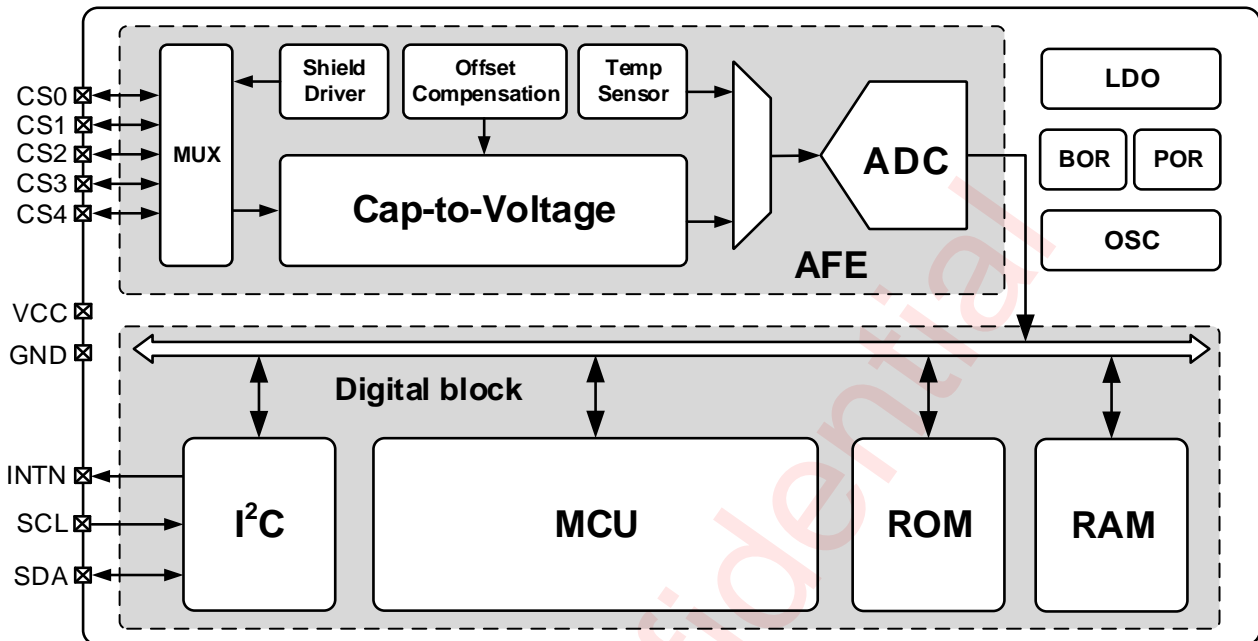 CS0
CS1
CS2
CS3
CS4
VCC
GND
INTN
SCL
SDA
MUX
Shield
Driver
Offset
Compensation
Temp
Sensor
Cap-to-Voltage
ADC
AFE
LDO
BOR
POR
OSC
Digital block
I²C
MCU
ROM
RAM
fidential